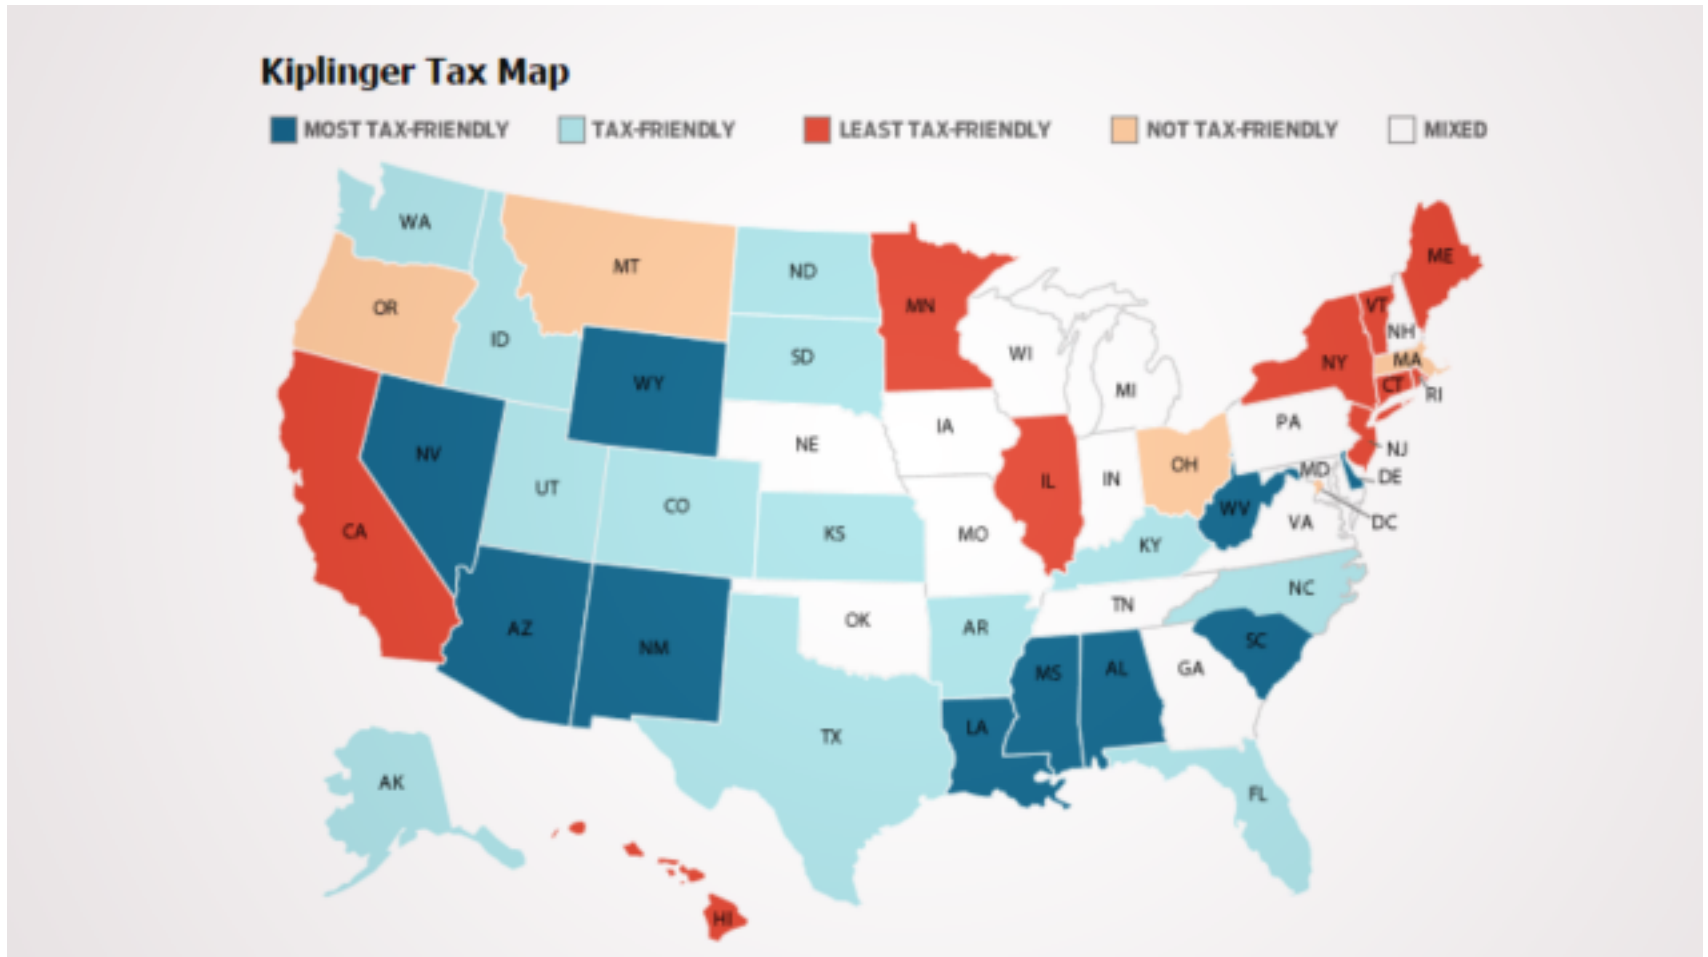 Kiplinger Tax Map
MOST TAX-FRIENDLY TAX-FRIENDLY LEAST TAX-FRIENDLY NOT TAX-FRIENDLY MIXED
WA
MT
ND
MN
ME
OR
ID
SD
WI
VT
NH
WY
MI
NY
MA
CT
RI
NV
NE
IA
PA
NJ
UT
CO
IL
IN
OH
MD
DE
CA
KS
MO
KY
WV
VA
DC
AZ
NM
OK
AR
TN
NC
TX
MS
AL
GA
SC
LA
AK
FL
HI